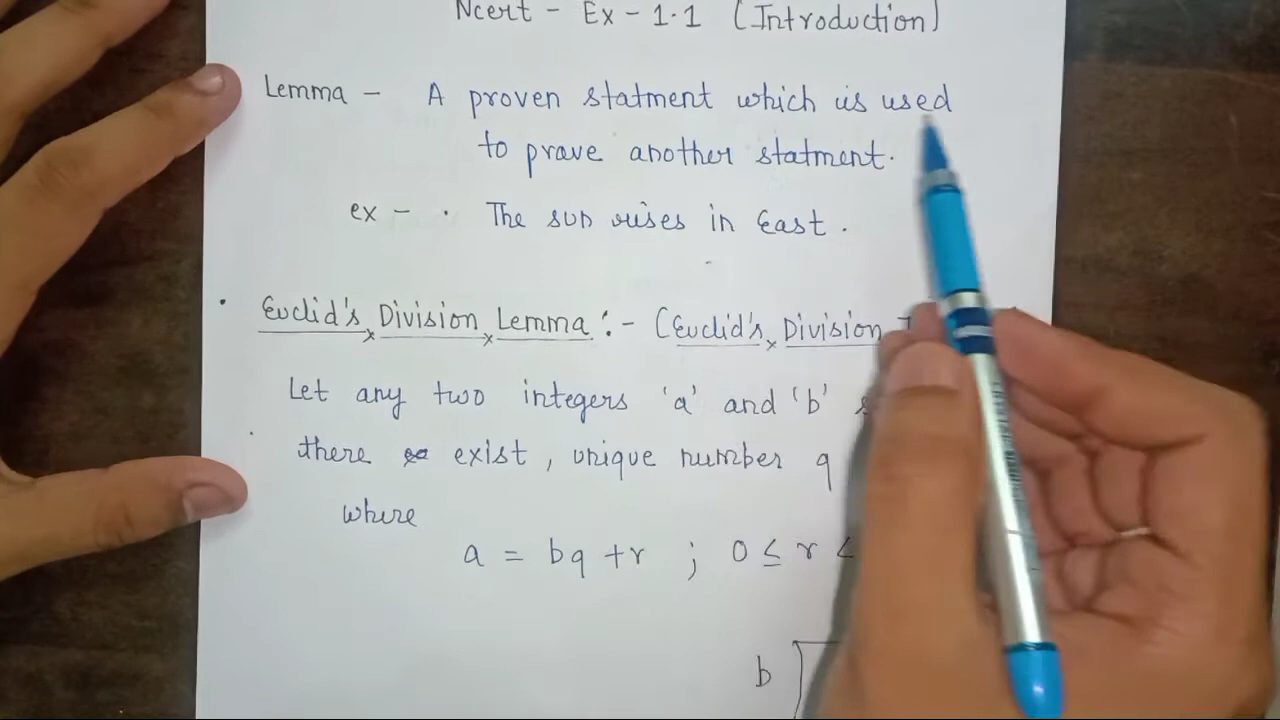 Ncert - Ex - 1.1 (Introduction)
Lemma - A proven statment which is used
to prave another statment.
ex - . The sun rises in East.
• Euclid's Division Lemma :- (Euclid's Division
Let any two integers 'a' and 'b'
there exist, unique number q
where
a = bq + r ; 0 ≤ r <
b